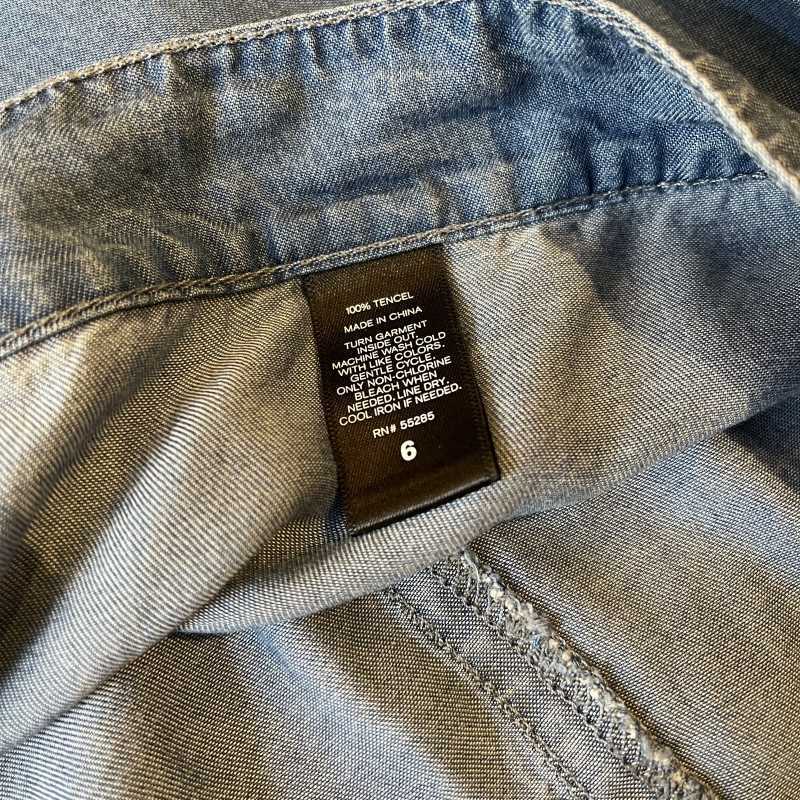 100% TENCEL
MADE IN CHINA
TURN GARMENT
INSIDE OUT.
MACHINE WASH COLD
WITH LIKE COLORS.
GENTLE CYCLE.
ONLY NON-CHLORINE
BLEACH WHEN
NEEDED. LINE DRY.
COOL IRON IF NEEDED.
RN# 55285
6